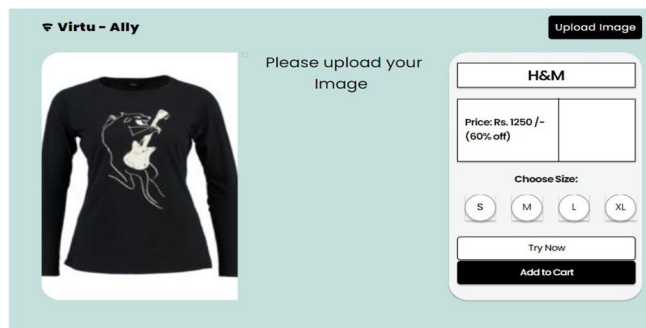 Virtu - Ally
Upload Image
Please upload your
Image
H&M
Price: Rs. 1250 /-
(60% off)
Choose Size:
S M L XL
Try Now
Add to Cart